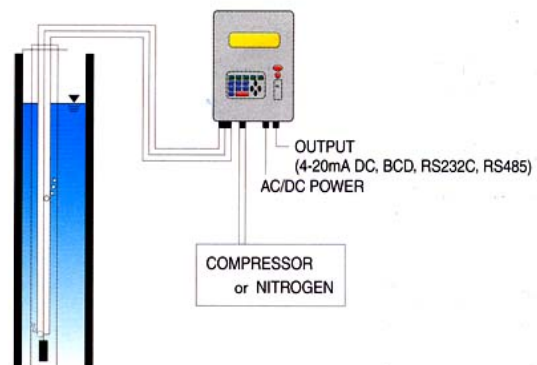 OUTPUT
(4-20mA DC, BCD, RS232C, RS485)
AC/DC POWER
COMPRESSOR
or NITROGEN